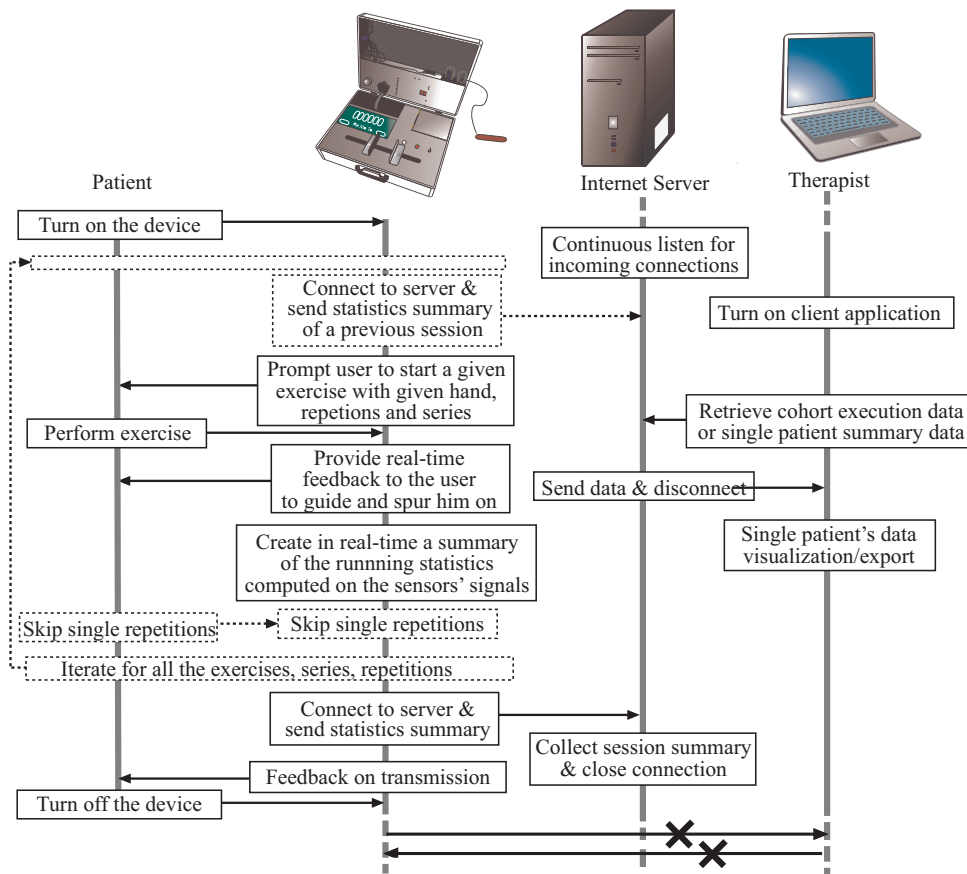 Patient
Internet Server
Therapist
Turn on the device
Continuous listen for
incoming connections
Connect to server &
send statistics summary
of a previous session
Turn on client application
Prompt user to start a given
exercise with given hand,
repetions and series
Retrieve cohort execution data
or single patient summary data
Perform exercise
Provide real-time
feedback to the user
to guide and spur him on
Send data & disconnect
Create in real-time a summary
of the runnning statistics
computed on the sensors' signals
Single patient's data
visualization/export
Skip single repetitions
Skip single repetitions
Iterate for all the exercises, series, repetitions
Connect to server &
send statistics summary
Collect session summary
& close connection
Feedback on transmission
Turn off the device